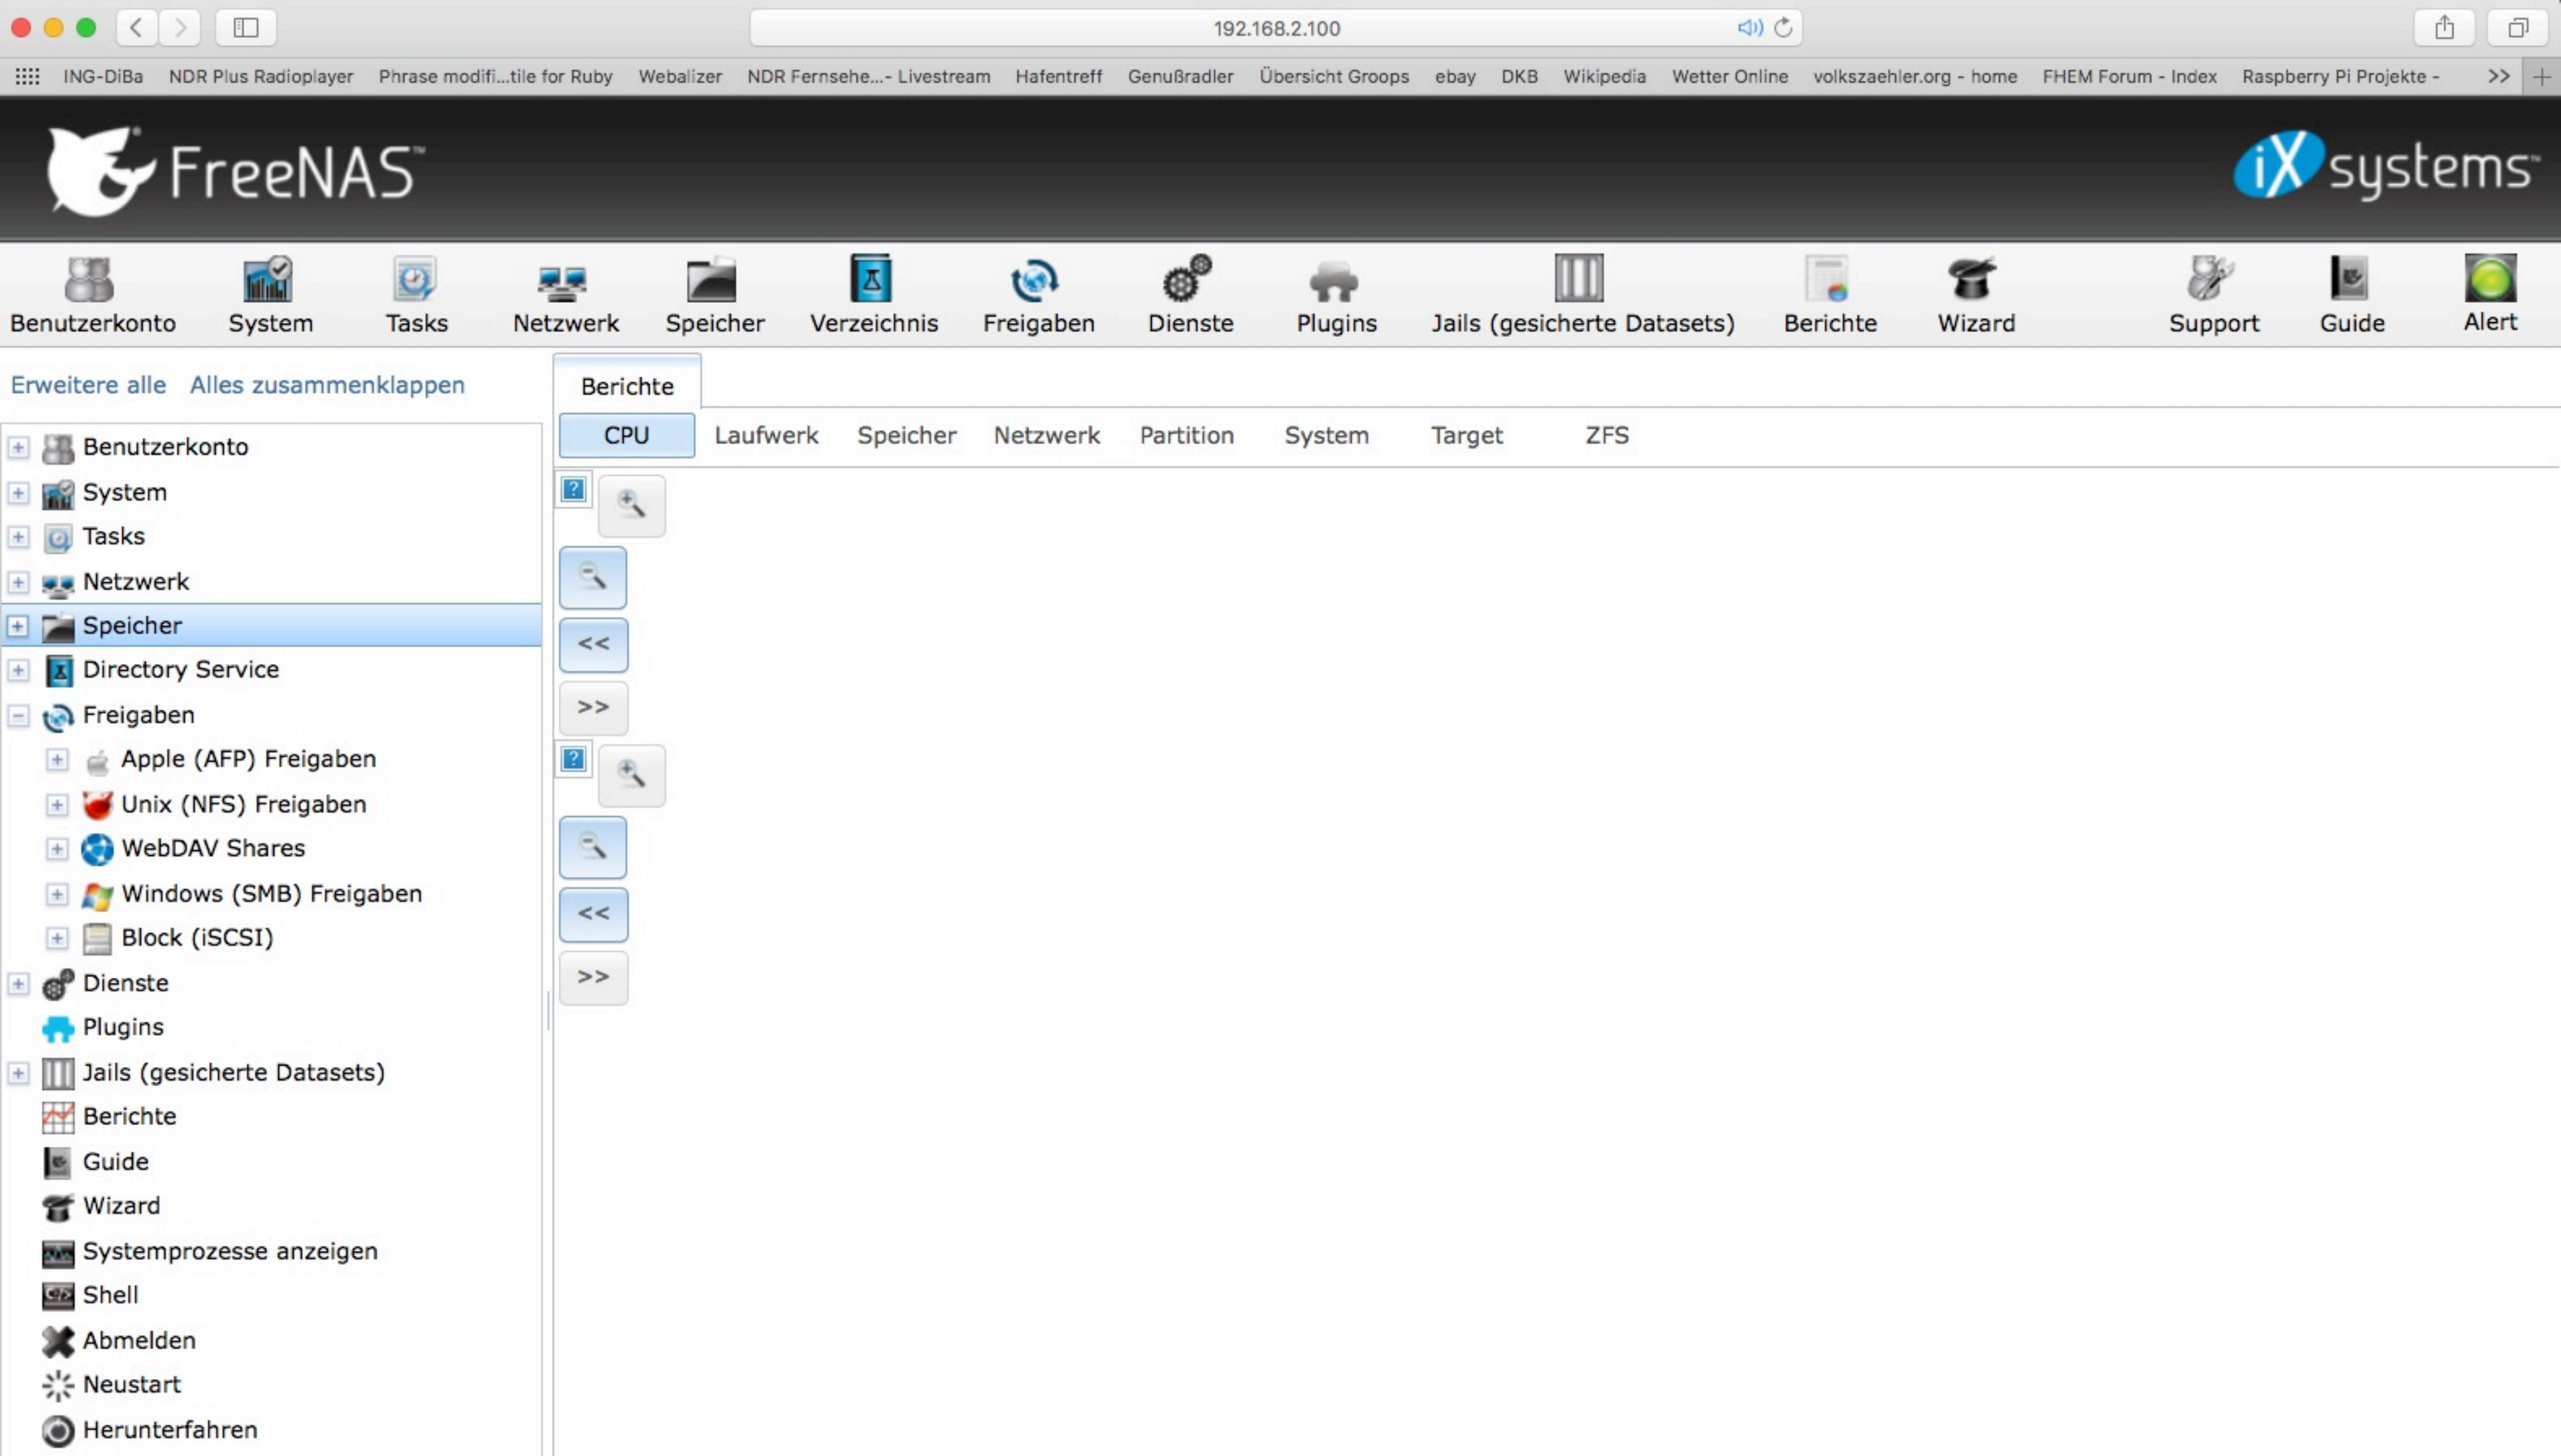 192.168.2.100
ING-DiBa NDR Plus Radioplayer Phrase modifi...tile for Ruby Webalizer NDR Fernsehe...- Livestream Hafentreff Genußradler Übersicht Groops ebay DKB Wikipedia Wetter Online volkszaehler.org - home FHEM Forum - Index Raspberry Pi Projekte - >>
FreeNAS™
iX systems™
Benutzerkonto System Tasks Netzwerk Speicher Verzeichnis Freigaben Dienste Plugins Jails (gesicherte Datasets) Berichte Wizard Support Guide Alert
Erweitere alle Alles zusammenklappen
Benutzerkonto
System
Tasks
Netzwerk
Speicher
Directory Service
Freigaben
Apple (AFP) Freigaben
Unix (NFS) Freigaben
WebDAV Shares
Windows (SMB) Freigaben
Block (iSCSI)
Dienste
Plugins
Jails (gesicherte Datasets)
Berichte
Guide
Wizard
Systemprozesse anzeigen
Shell
Abmelden
Neustart
Herunterfahren
Berichte
CPU Laufwerk Speicher Netzwerk Partition System Target ZFS
?
<<
>>
?
<<
>>